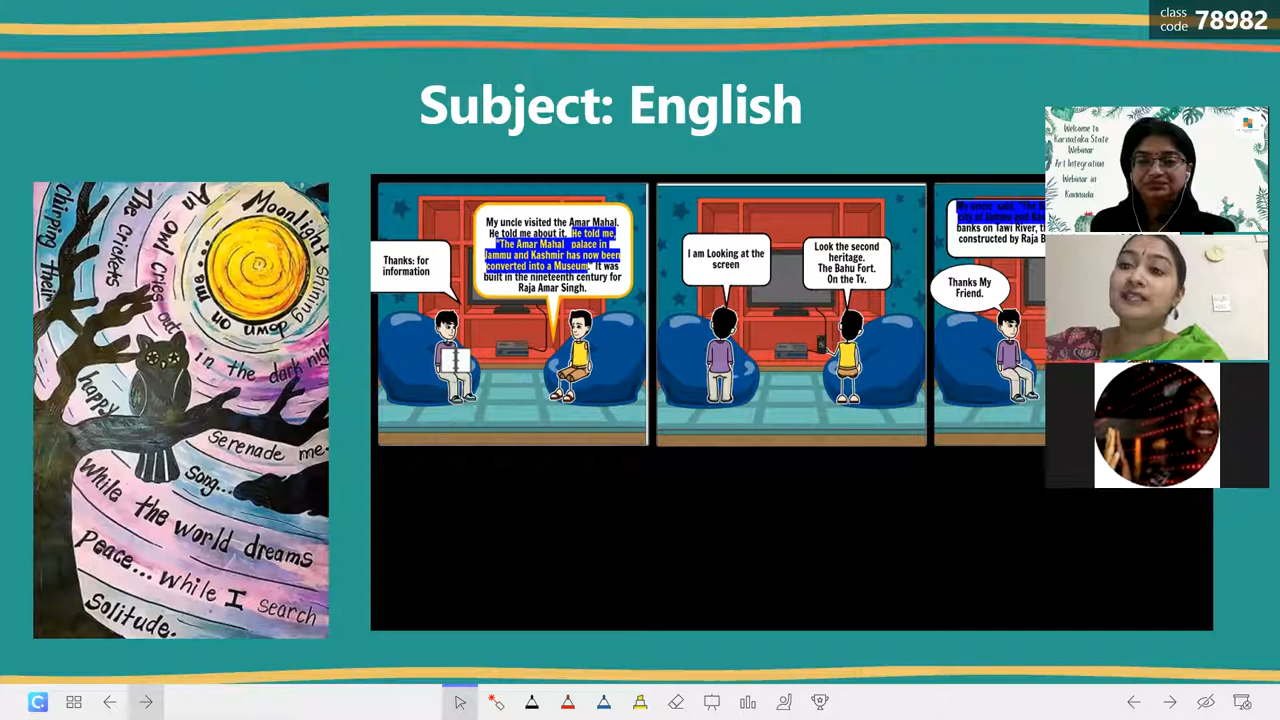 class
code 78982
Subject: English
Moonlight shining
down on me...
An owl cries out
in the dark night
The crickets
Chirping their
happy
song...
serenade me.
While the world dreams
Peace... while I search
Solitude.
Thanks: for
information
My uncle visited the Amar Mahal.
He told me about it. He told me,
"The Amar Mahal palace in
Jammu and Kashmir has now been
converted into a Museum." It was
built in the nineteenth century for
Raja Amar Singh.
I am Looking at the
screen
Look the second
heritage.
The Bahu Fort.
On the Tv.
My uncle said, "The
city of Jammu and
banks on Tawi River,
constructed by Raja
Thanks My
Friend.
Welcome to
Karnataka State
Webinar
Art Integration
Webinar in
Kannada